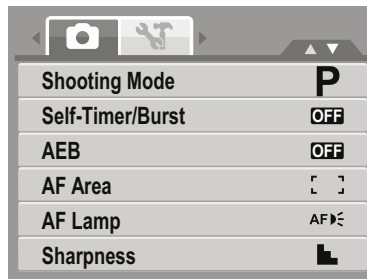 Shooting Mode P
Self-Timer/Burst OFF
AEB OFF
AF Area
AF Lamp AF
Sharpness